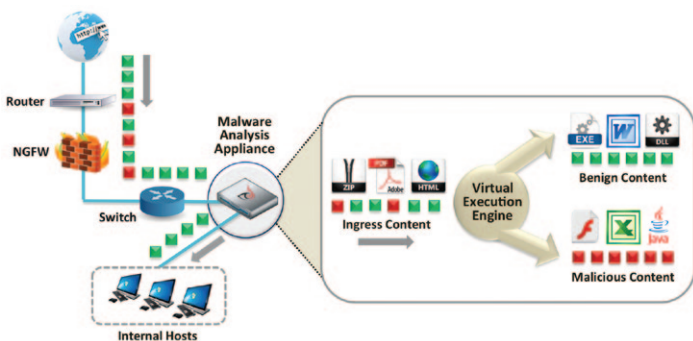 http://
Router
NGFW
Switch
Malware
Analysis
Appliance
Internal Hosts
ZIP
PDF
Adobe
HTML
Ingress Content
Virtual
Execution
Engine
EXE
W
DLL
Benign Content
X
Java
Malicious Content